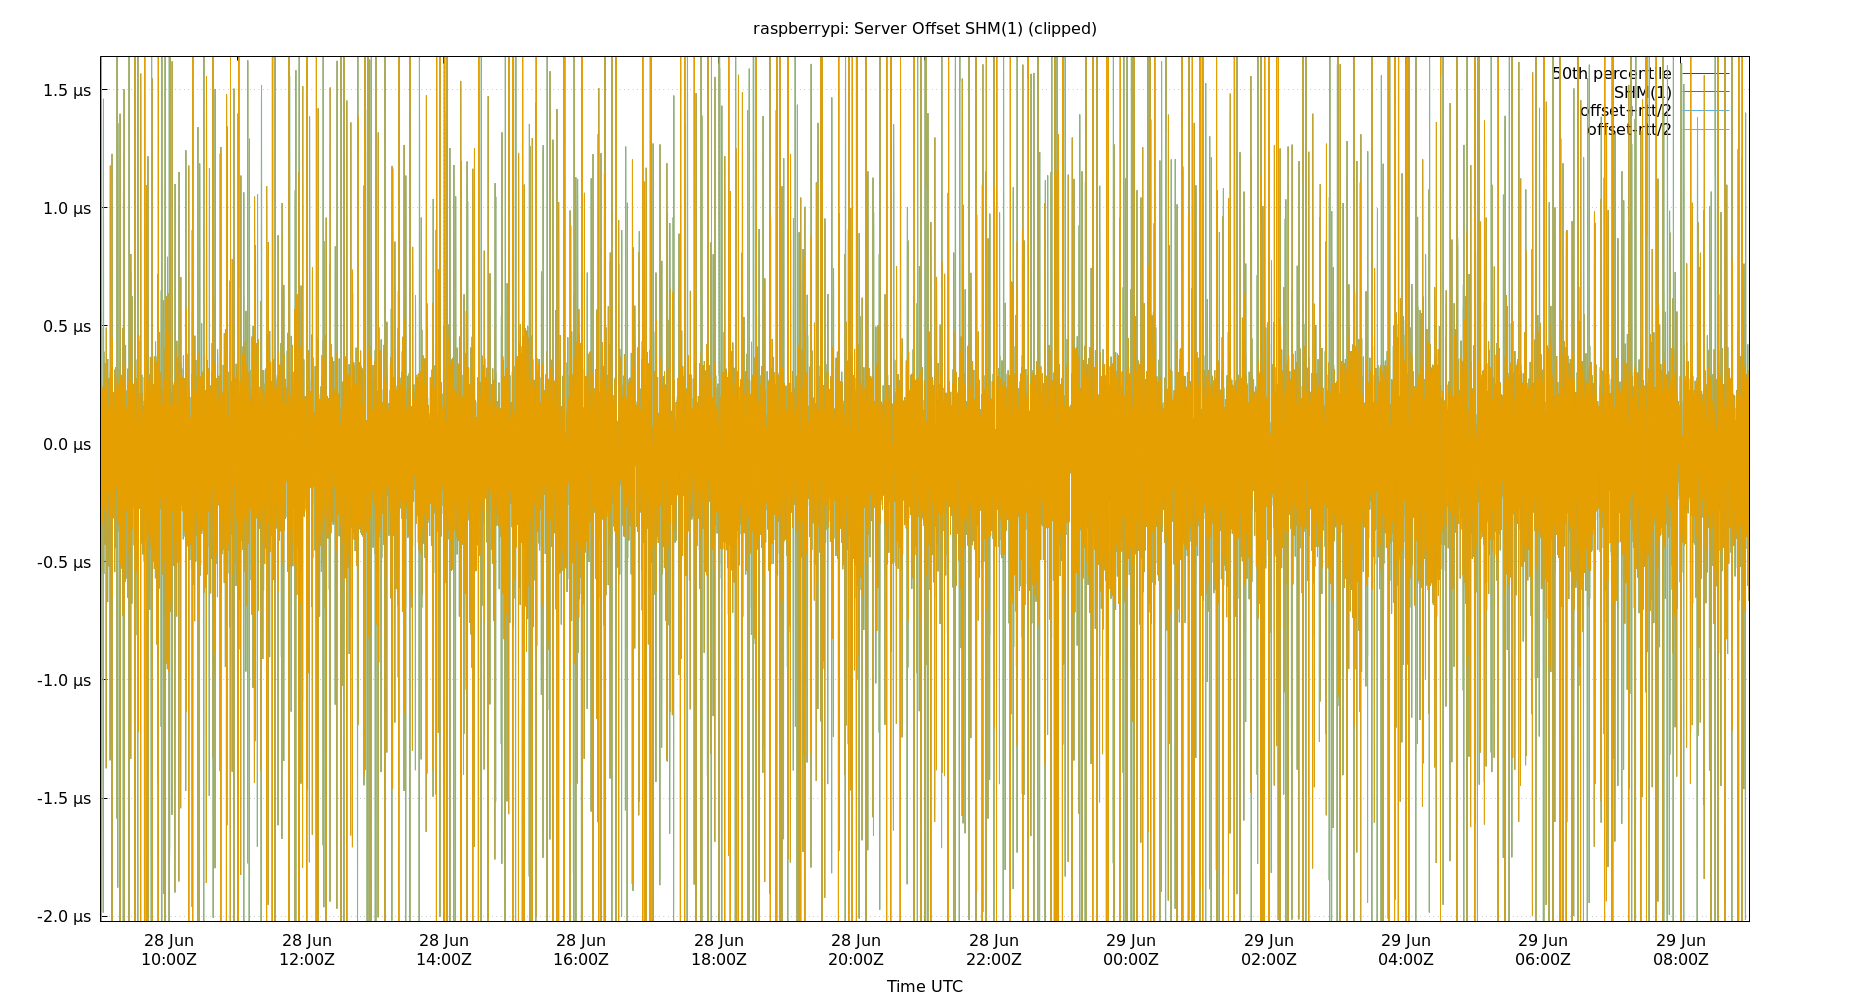 raspberrypi: Server Offset SHM(1) (clipped)
50th percentile
SHM(1)
offset+rtt/2
offset-rtt/2
1.5 µs
1.0 µs
0.5 µs
0.0 µs
-0.5 µs
-1.0 µs
-1.5 µs
-2.0 µs
28 Jun 28 Jun 28 Jun 28 Jun 28 Jun 28 Jun 28 Jun 29 Jun 29 Jun 29 Jun 29 Jun 29 Jun
10:00Z 12:00Z 14:00Z 16:00Z 18:00Z 20:00Z 22:00Z 00:00Z 02:00Z 04:00Z 06:00Z 08:00Z
Time UTC